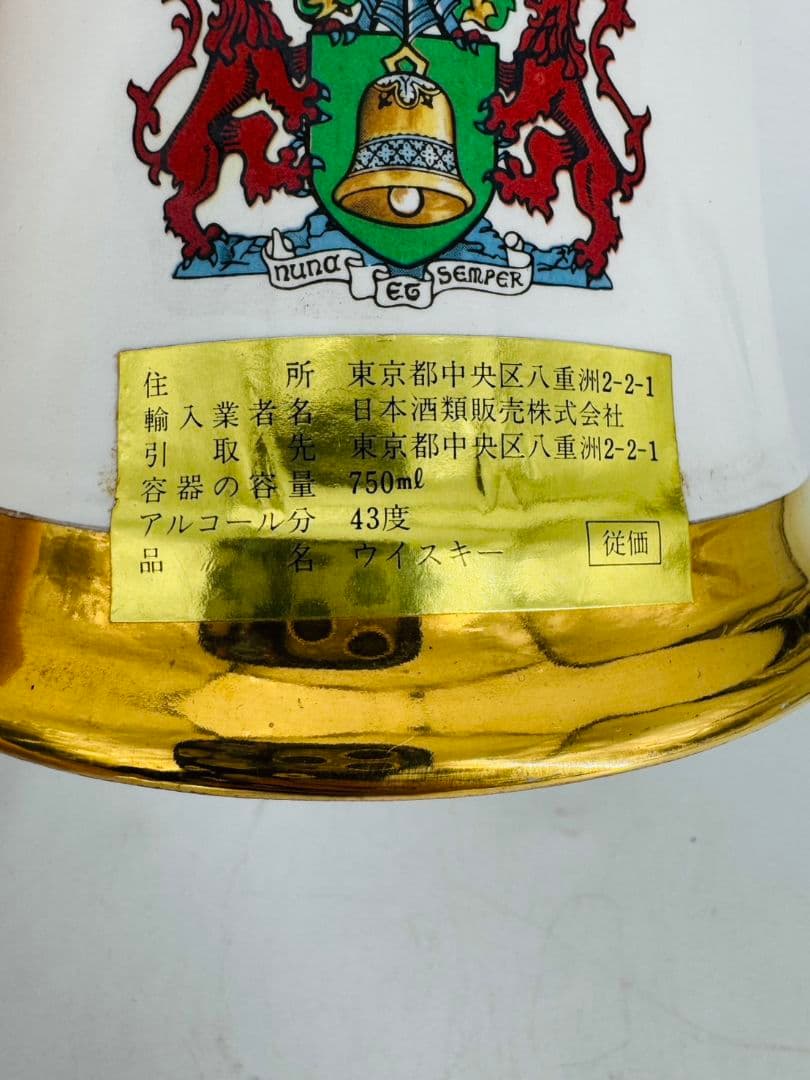 nunc
et
semper
住所 東京都中央区八重洲2-2-1
輸入業者名 日本酒類販売株式会社
引取先 東京都中央区八重洲2-2-1
容器の容量 750ml
アルコール分 43度
品名 ウイスキー 従価